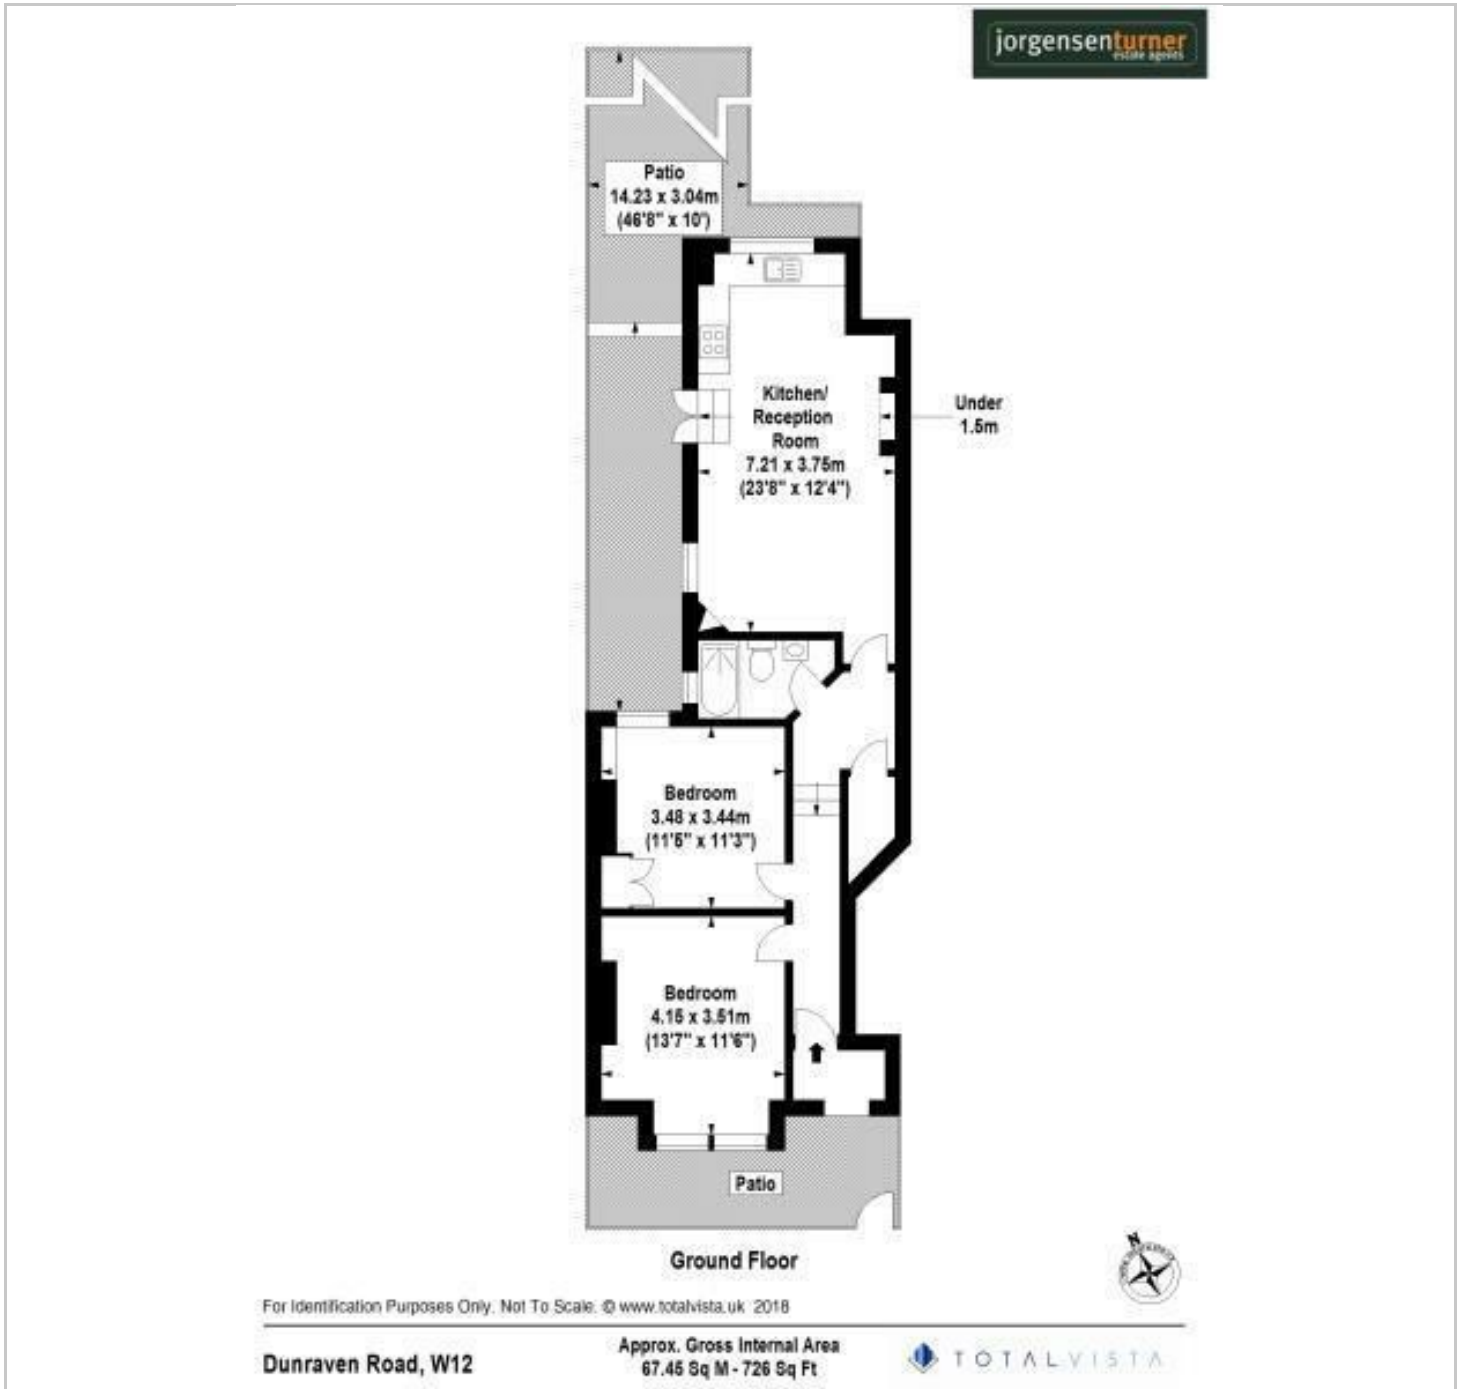 jorgensenturner
estate agents
Patio
14.23 x 3.04m
(46'8" x 10')
Kitchen/
Reception
Room
7.21 x 3.75m
(23'8" x 12'4")
Under
1.5m
Bedroom
3.48 x 3.44m
(11'5" x 11'3")
Bedroom
4.15 x 3.51m
(13'7" x 11'6")
Patio
Ground Floor
N
For Identification Purposes Only. Not To Scale. © www.totalvista.uk 2018
Dunraven Road, W12
Approx. Gross Internal Area
67.45 Sq M - 726 Sq Ft
TOTALVISTA